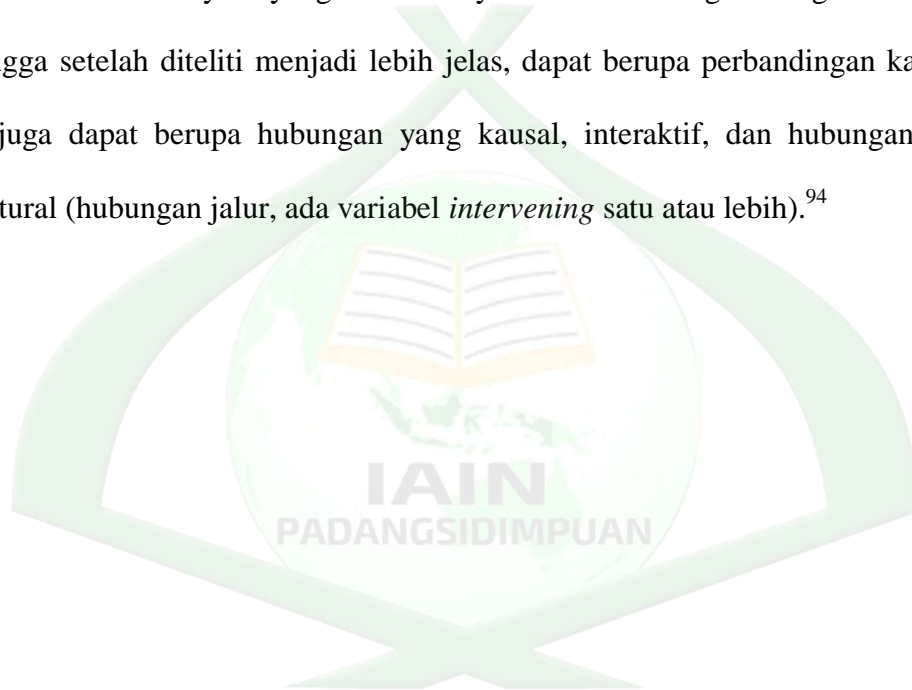 ngga setelah diteliti menjadi lebih jelas, dapat berupa perbandingan ka
juga dapat berupa hubungan yang kausal, interaktif, dan hubungan
tural (hubungan jalur, ada variabel intervening satu atau lebih).94
IAIN
PADANGSIDIMPUAN